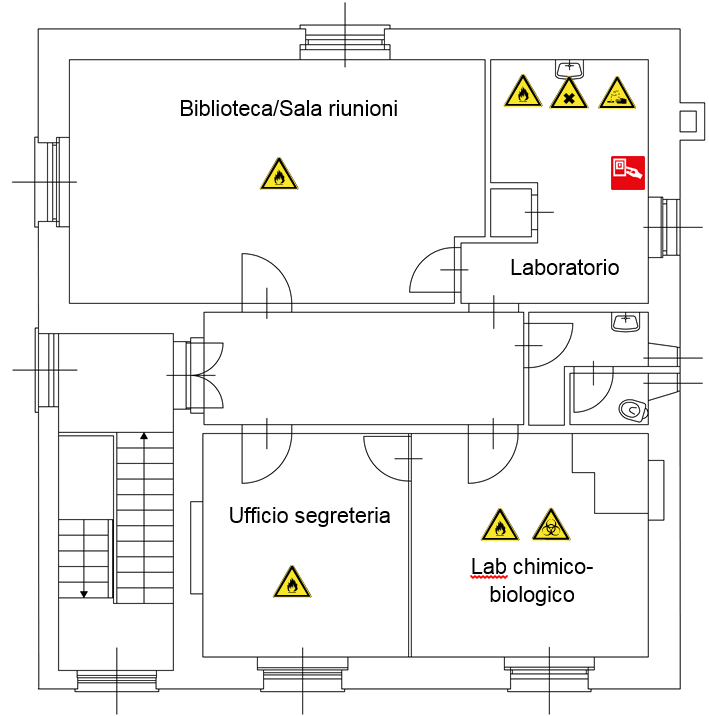 Biblioteca/Sala riunioni
Laboratorio
Ufficio segreteria
Lab chimico-
biologico